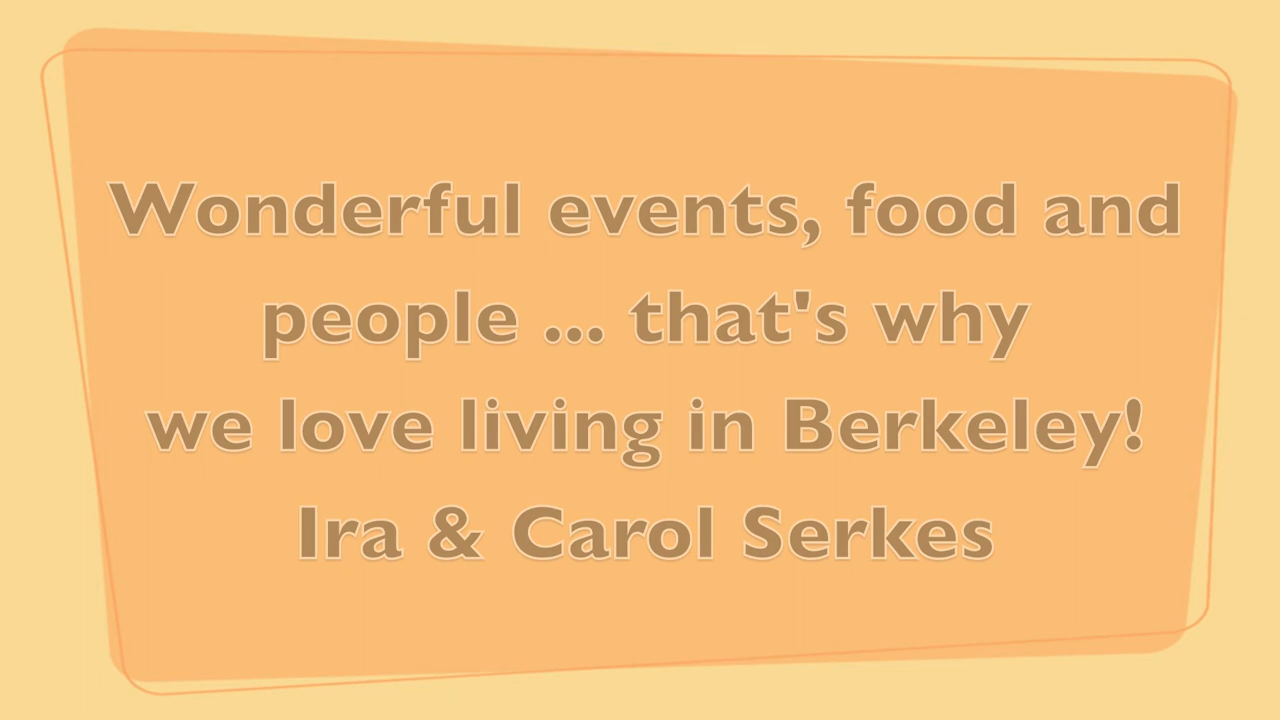 Wonderful events, food and
people ... that's why
we love living in Berkeley!
Ira & Carol Serkes